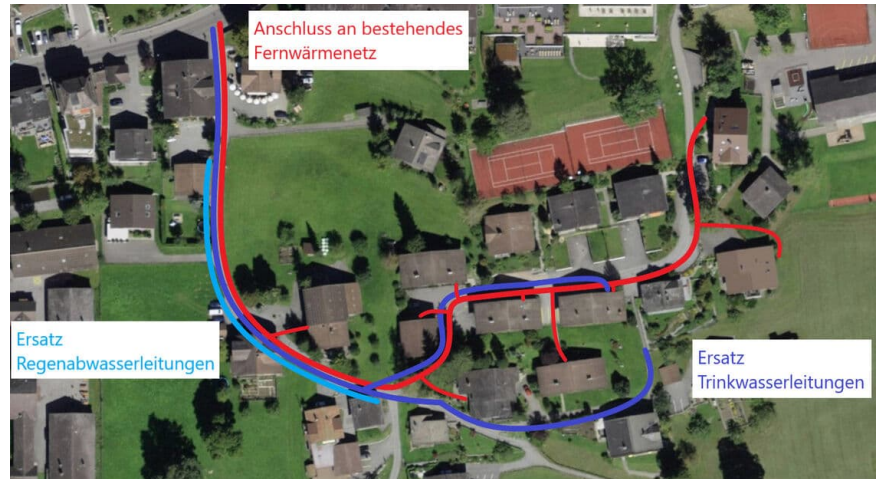 Anschluss an bestehendes
Fernwärmenetz
Ersatz
Regenabwasserleitungen
Ersatz
Trinkwasserleitungen